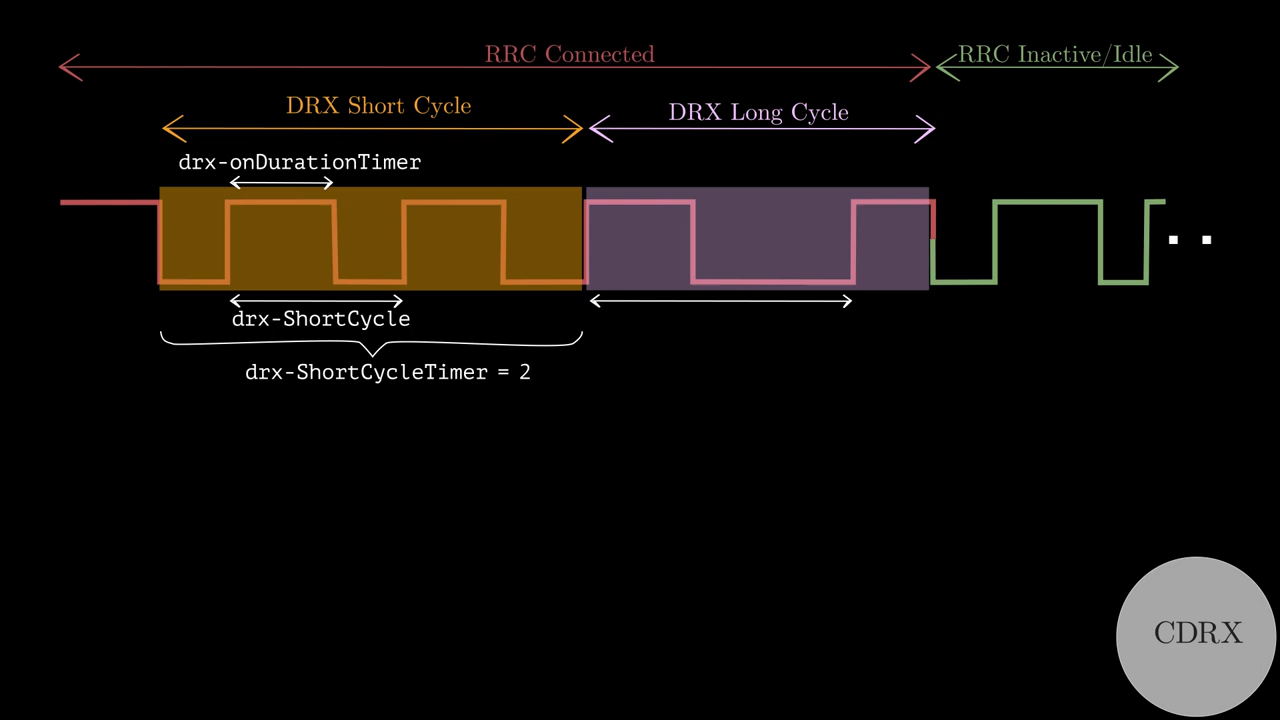 RRC Connected
RRC Inactive/Idle
DRX Short Cycle
DRX Long Cycle
drx-onDurationTimer
drx-ShortCycle
drx-ShortCycleTimer = 2
CDRX